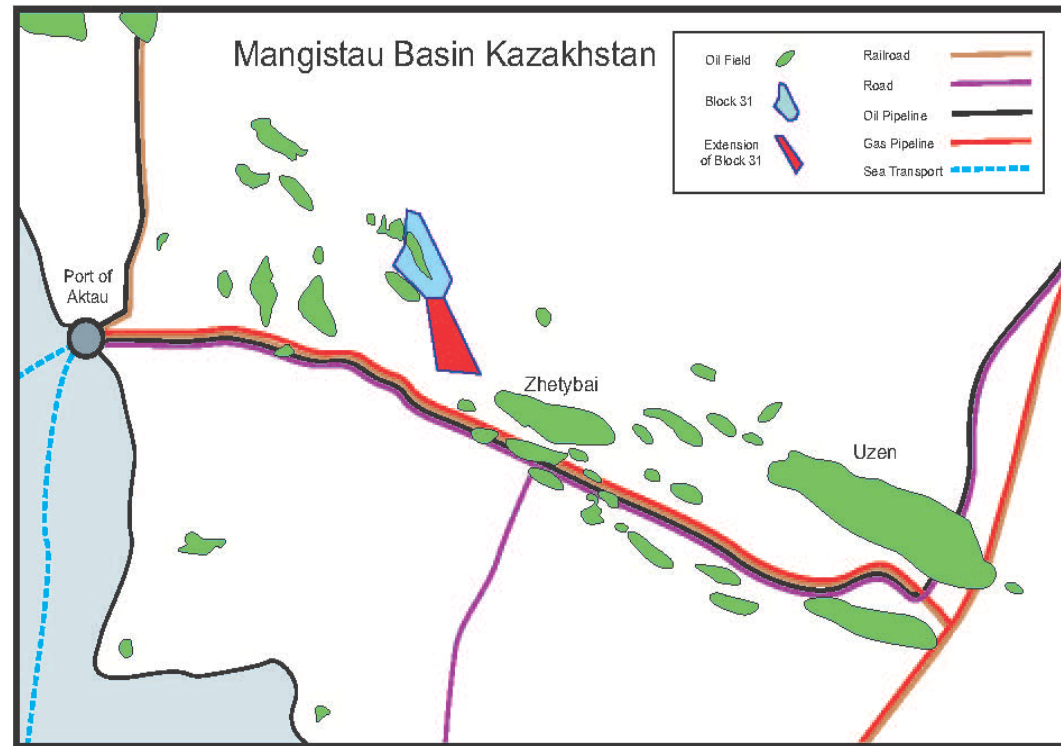 Mangistau Basin Kazakhstan
Oil Field
Block 31
Extension
of Block 31
Railroad
Road
Oil Pipeline
Gas Pipeline
Sea Transport
Port of
Aktau
Zhetybai
Uzen